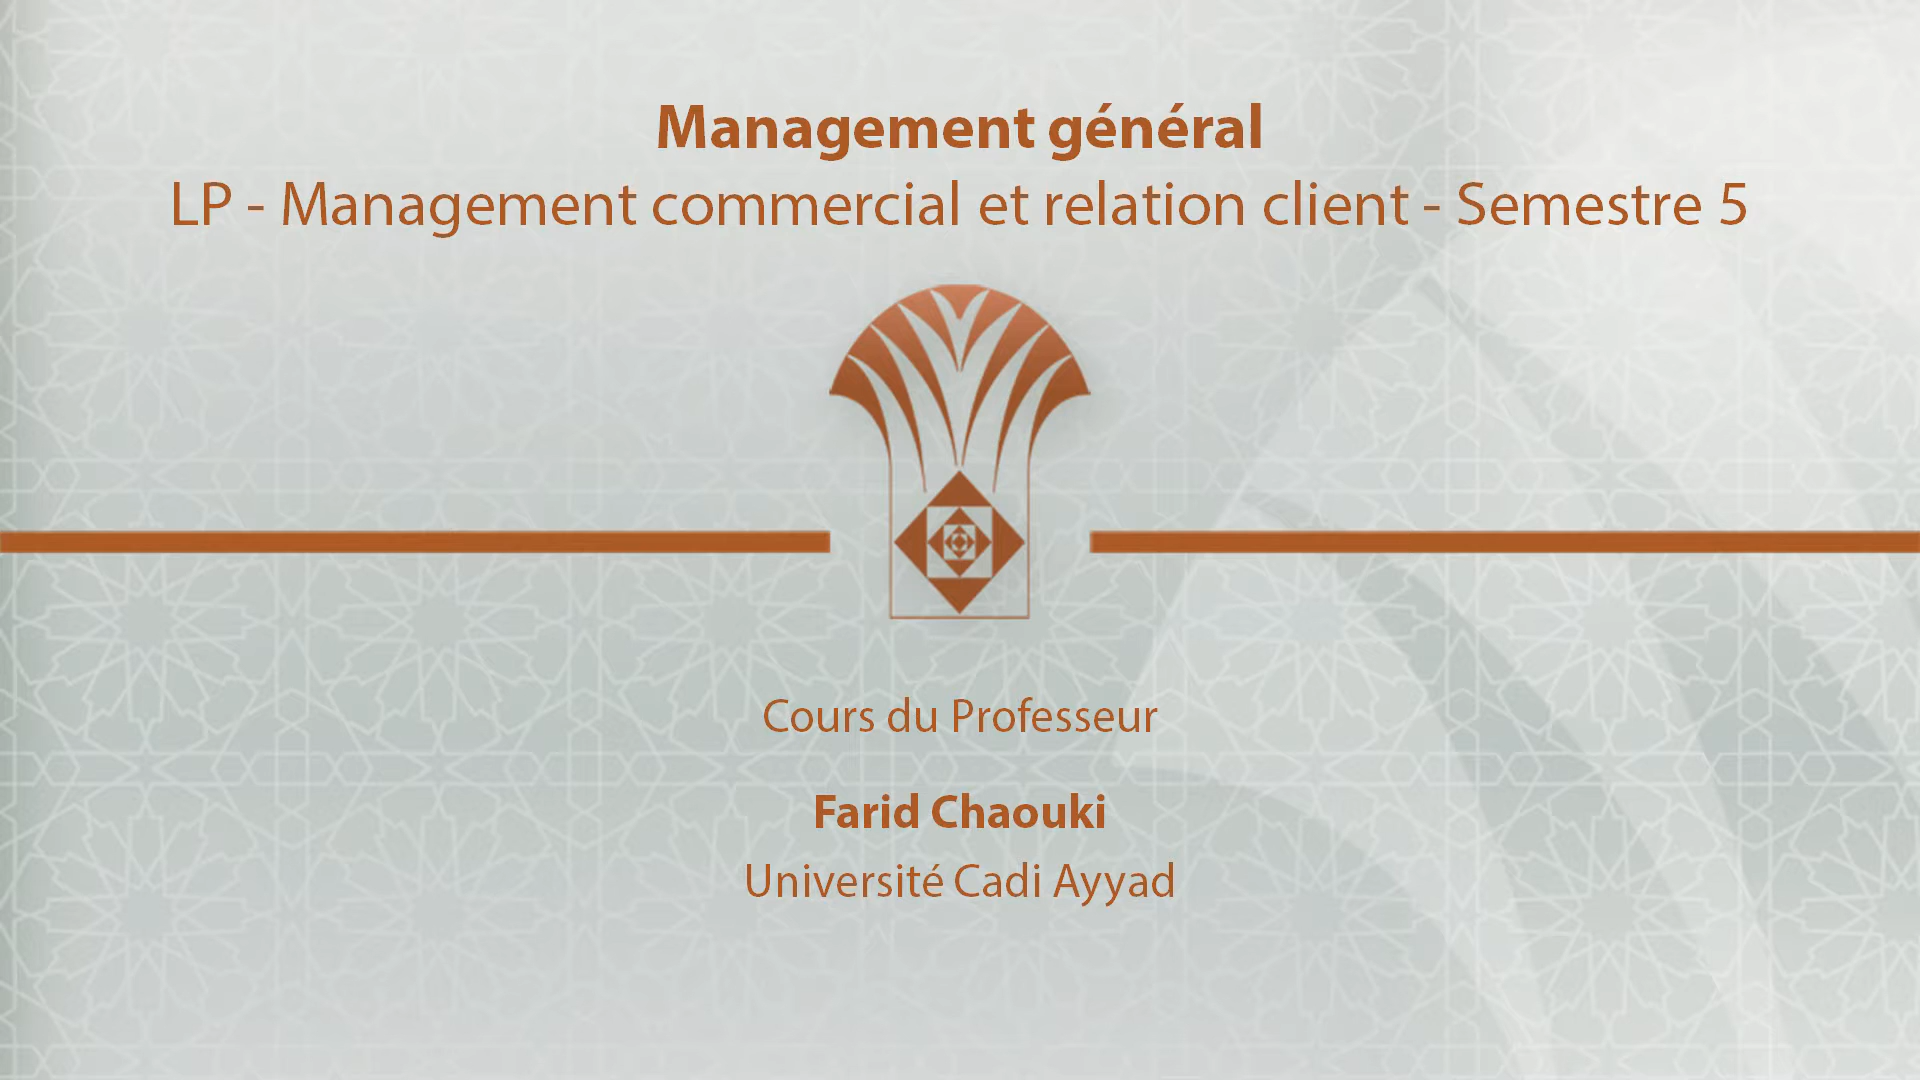 Management général
LP - Management commercial et relation client - Semestre 5
Cours du Professeur
Farid Chaouki
Université Cadi Ayyad